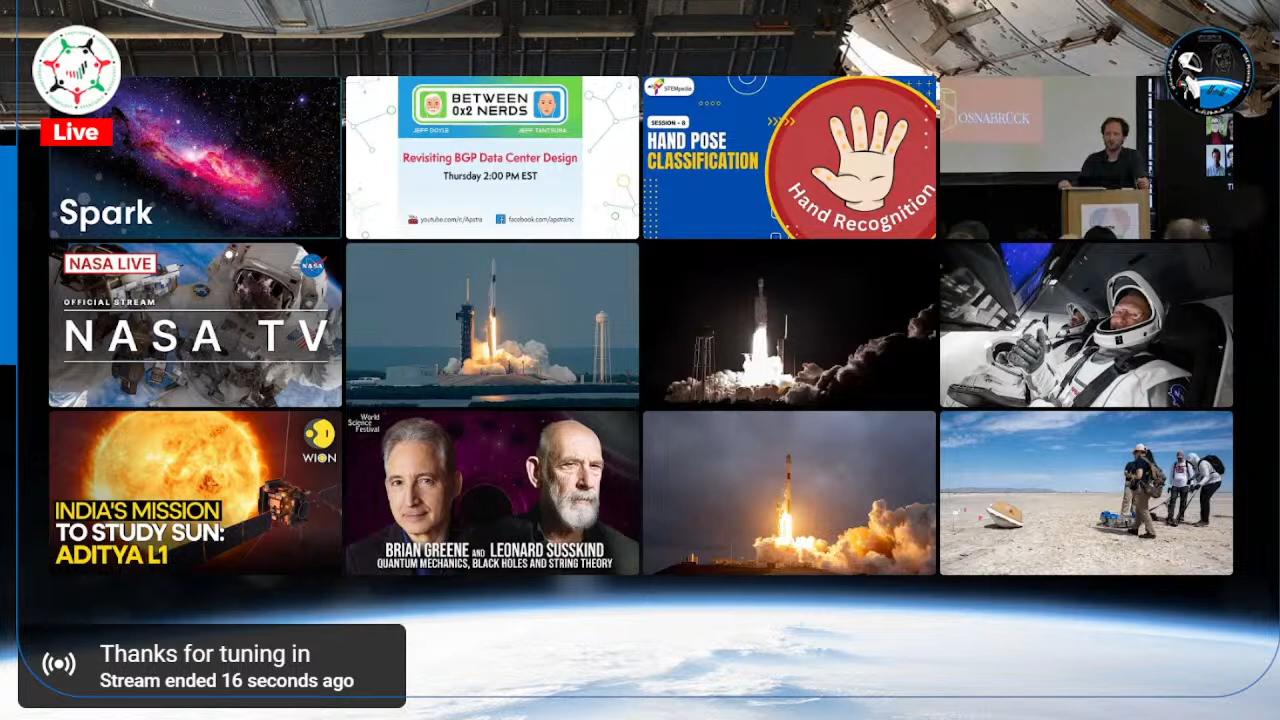 Live
Spark
BETWEEN
0x2 NERDS
JEFF DOYLE
JEFF TANTSURA
Revisiting BGP Data Center Design
Thursday 2:00 PM EST
youtube.com/c/Apstra
facebook.com/apstrainc
STEMpedia
SESSION - 8
HAND POSE
CLASSIFICATION
Hand Recognition
OSNABRÜCK
NASA LIVE
NASA
OFFICIAL STREAM
NASA TV
WION
INDIA'S MISSION
TO STUDY SUN:
ADITYA L1
World
Science
Festival
BRIAN GREENE AND LEONARD SUSSKIND
QUANTUM MECHANICS, BLACK HOLES AND STRING THEORY
Thanks for tuning in
Stream ended 16 seconds ago